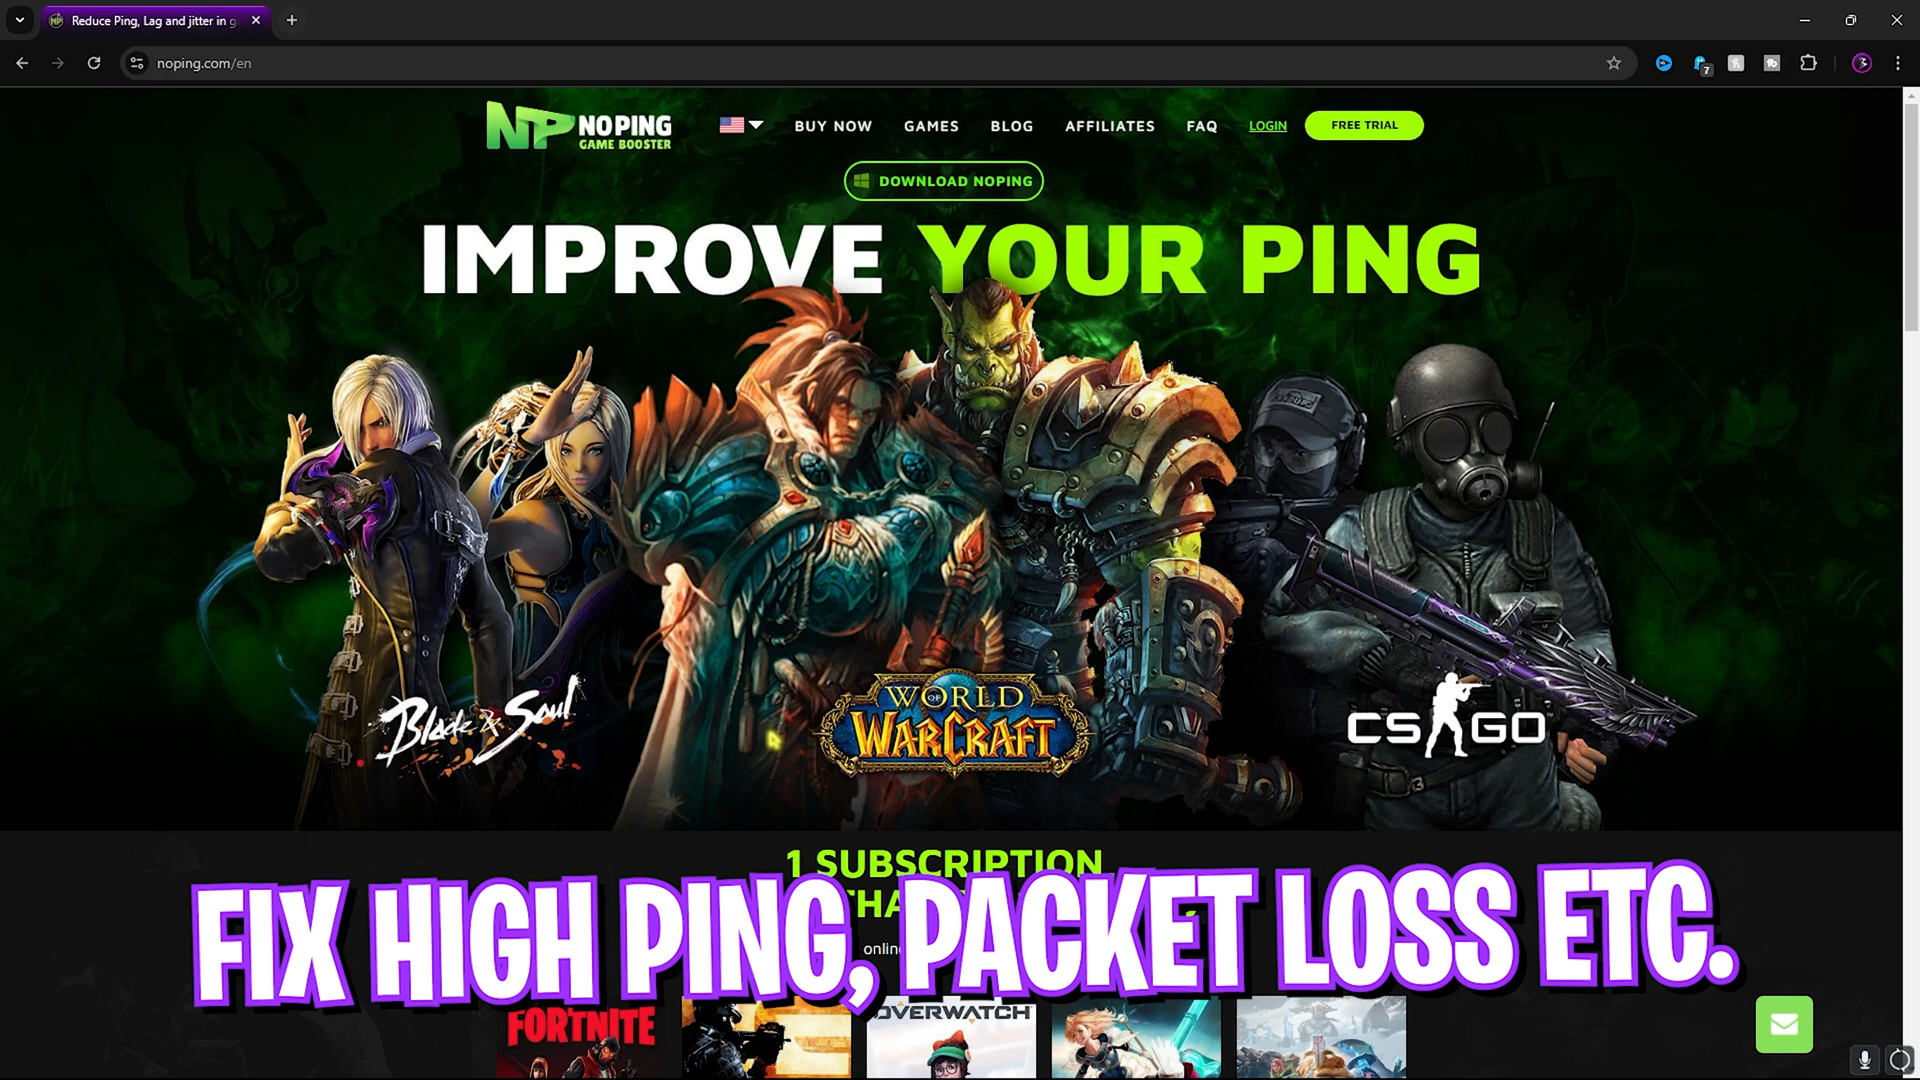 Reduce Ping, Lag and jitter in g
noping.com/en
7
NP NOPING
GAME BOOSTER
BUY NOW
GAMES
BLOG
AFFILIATES
FAQ
LOGIN
FREE TRIAL
DOWNLOAD NOPING
IMPROVE YOUR PING
Blade & Soul
WORLD
OF
WARCRAFT
CS GO
1 SUBSCRIPTION
FIX HIGH PING, PACKET LOSS ETC.
FORTNITE
OVERWATCH